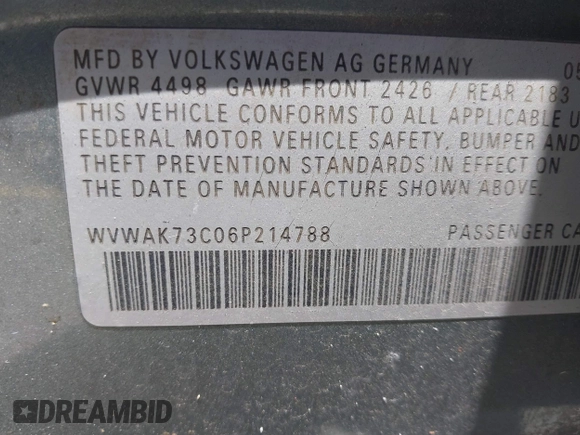 MFD BY VOLKSWAGEN AG GERMANY 05
GVWR 4498 GAWR FRONT 2426 / REAR 2183
THIS VEHICLE CONFORMS TO ALL APPLICABLE U
FEDERAL MOTOR VEHICLE SAFETY, BUMPER AND
THEFT PREVENTION STANDARDS IN EFFECT ON
THE DATE OF MANUFACTURE SHOWN ABOVE.
WVWAK73C06P214788 PASSENGER CA
DREAMBID